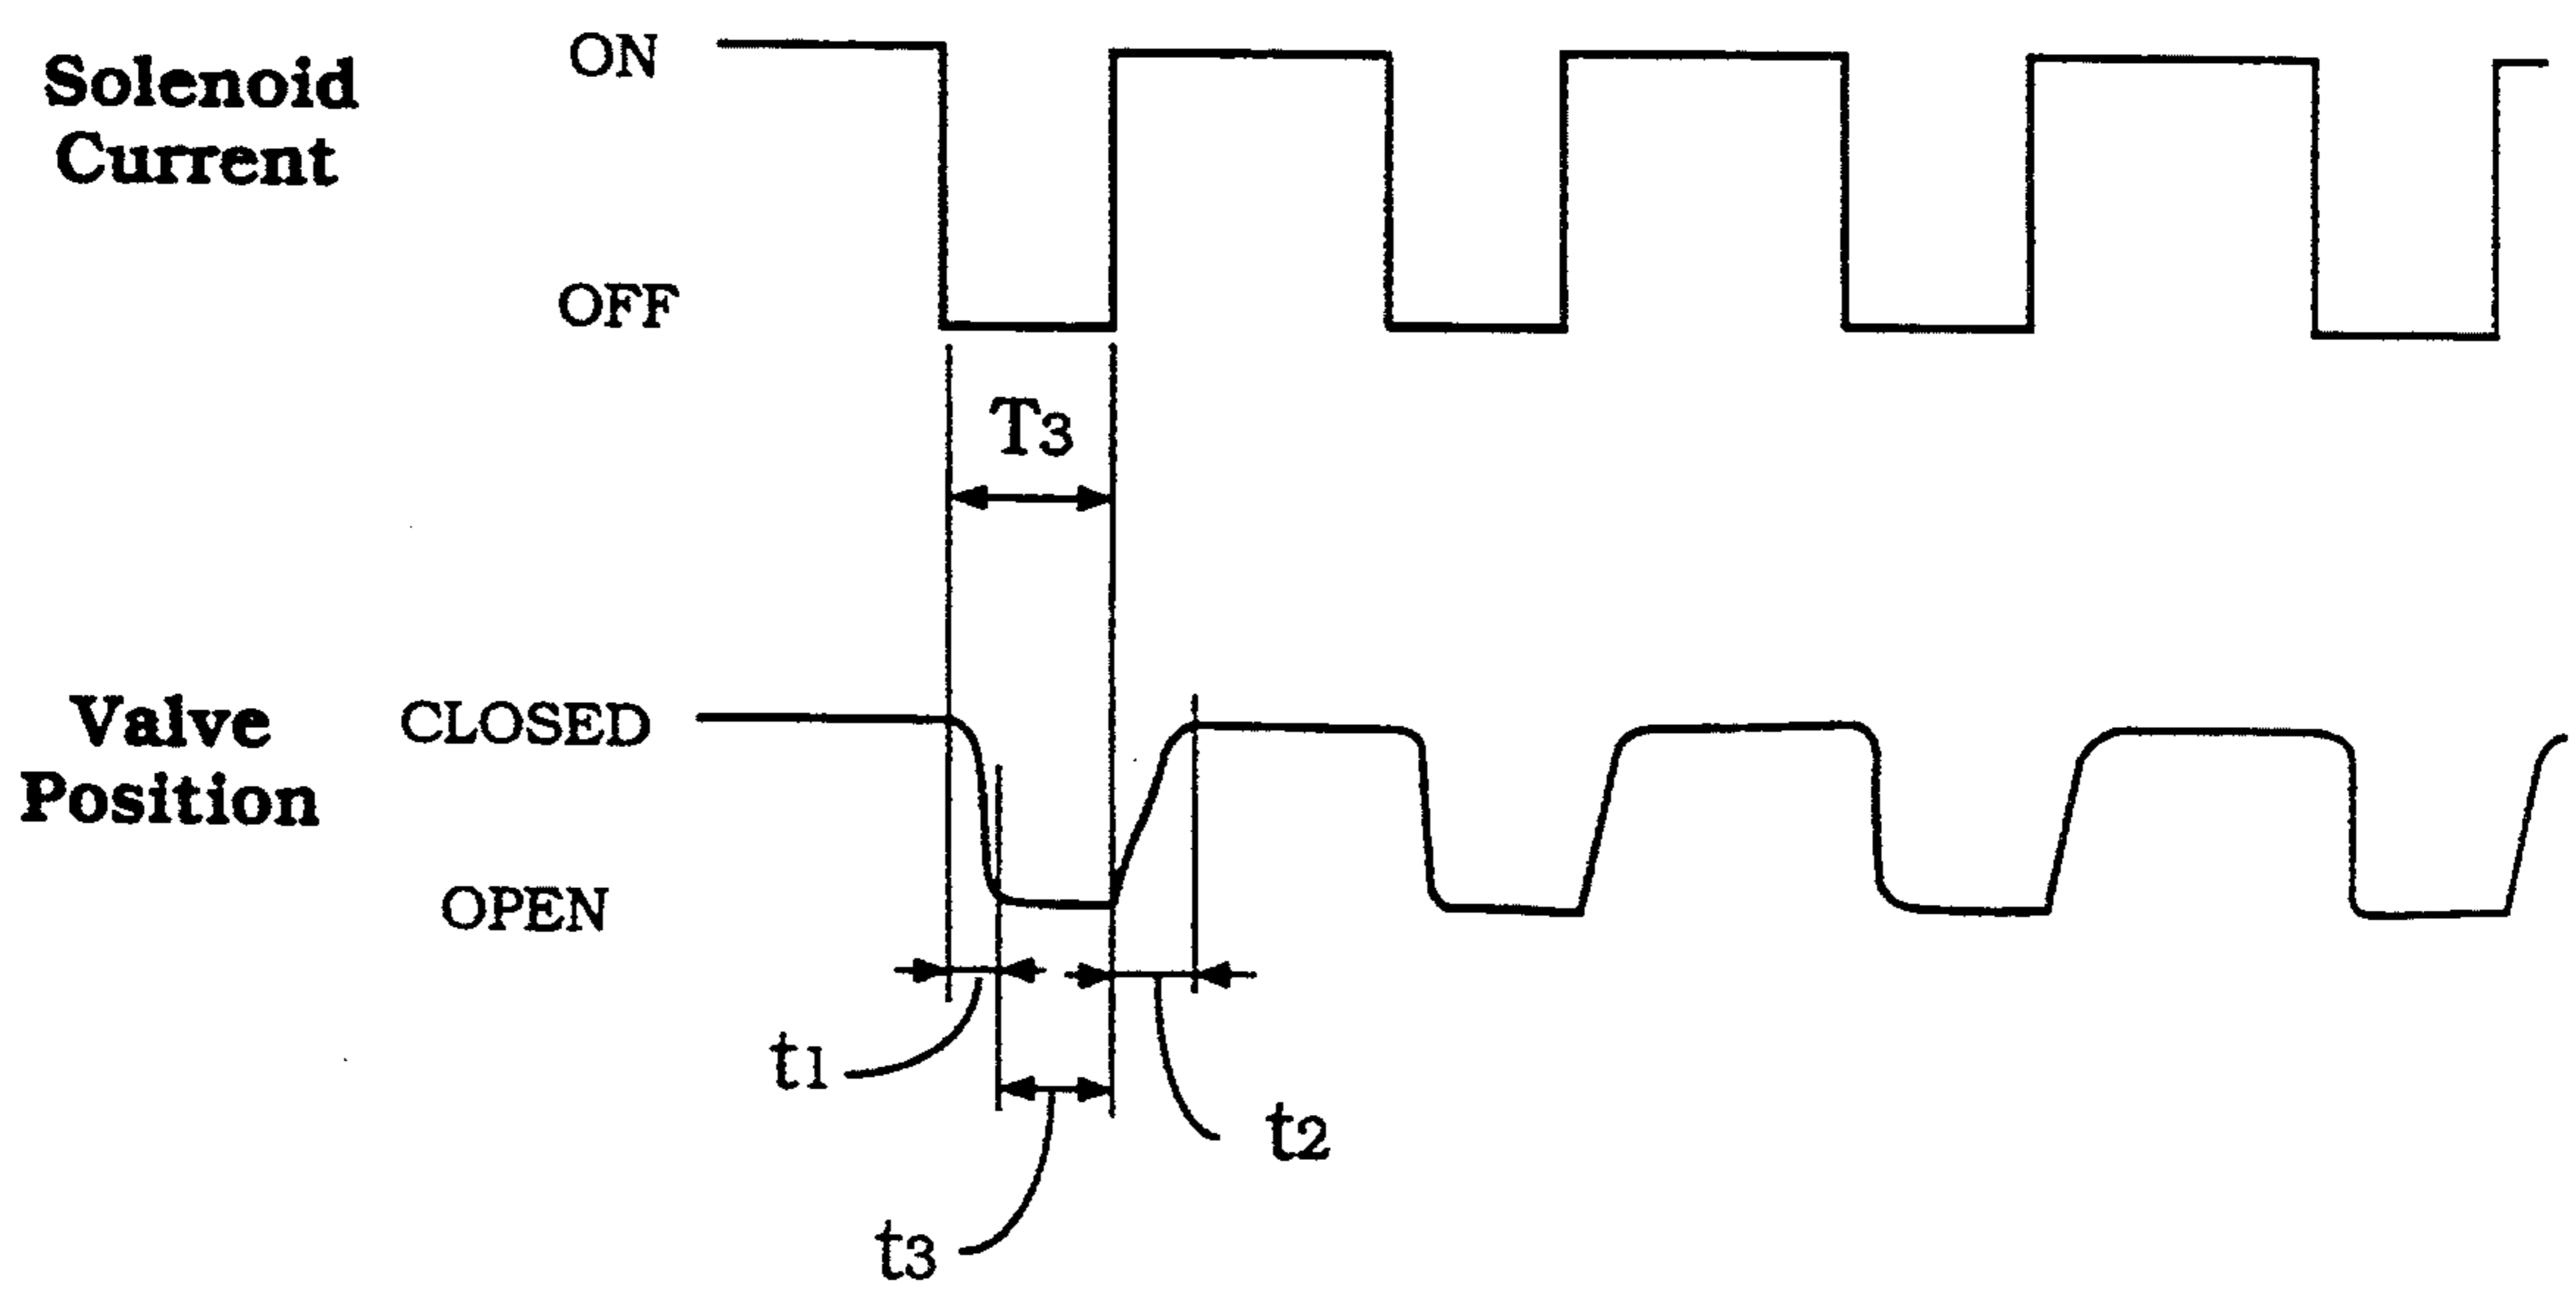 Solenoid
Current
ON
OFF
T3
Valve
Position
CLOSED
OPEN
t1
t2
t3